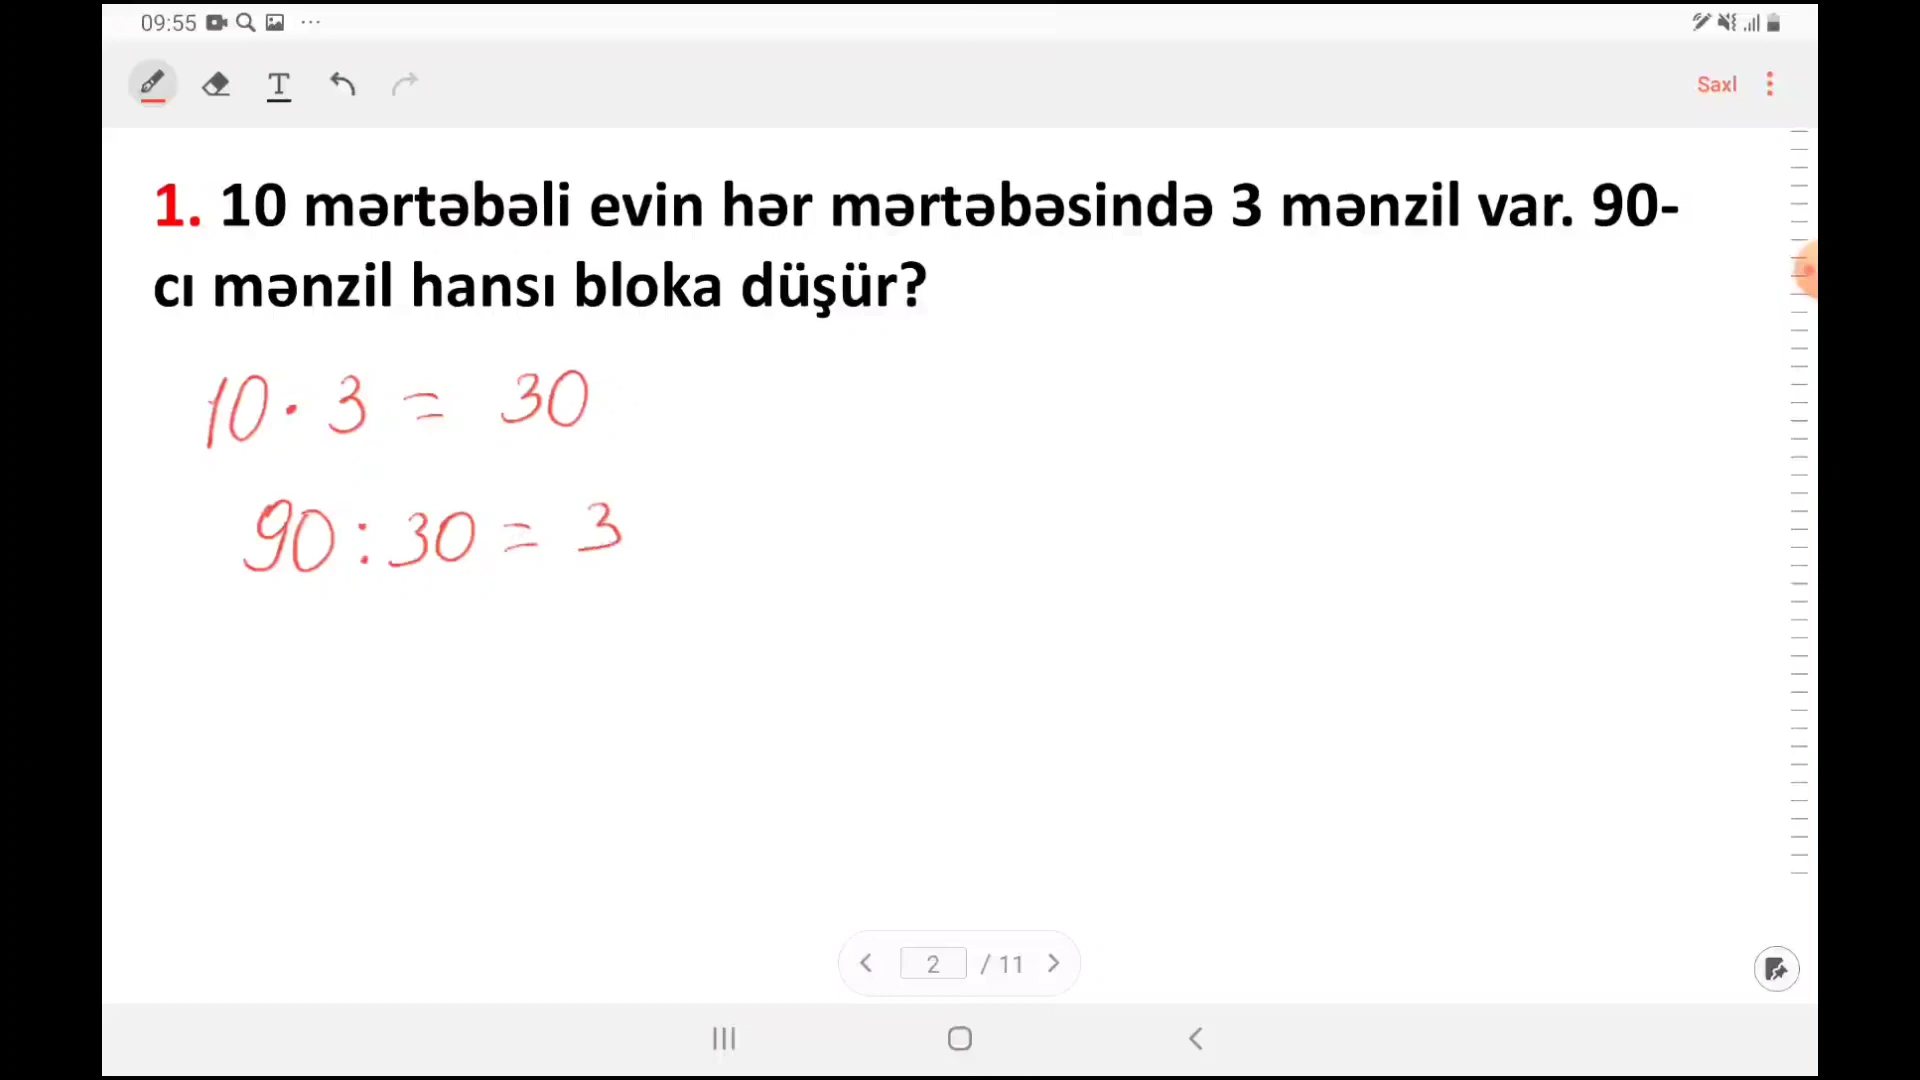 09:55 ...
T
Saxl
1. 10 mərtəbəli evin hər mərtəbəsində 3 mənzil var. 90-
cı mənzil hansı bloka düşür?
10 · 3 = 30
90 : 30 = 3
2 / 11